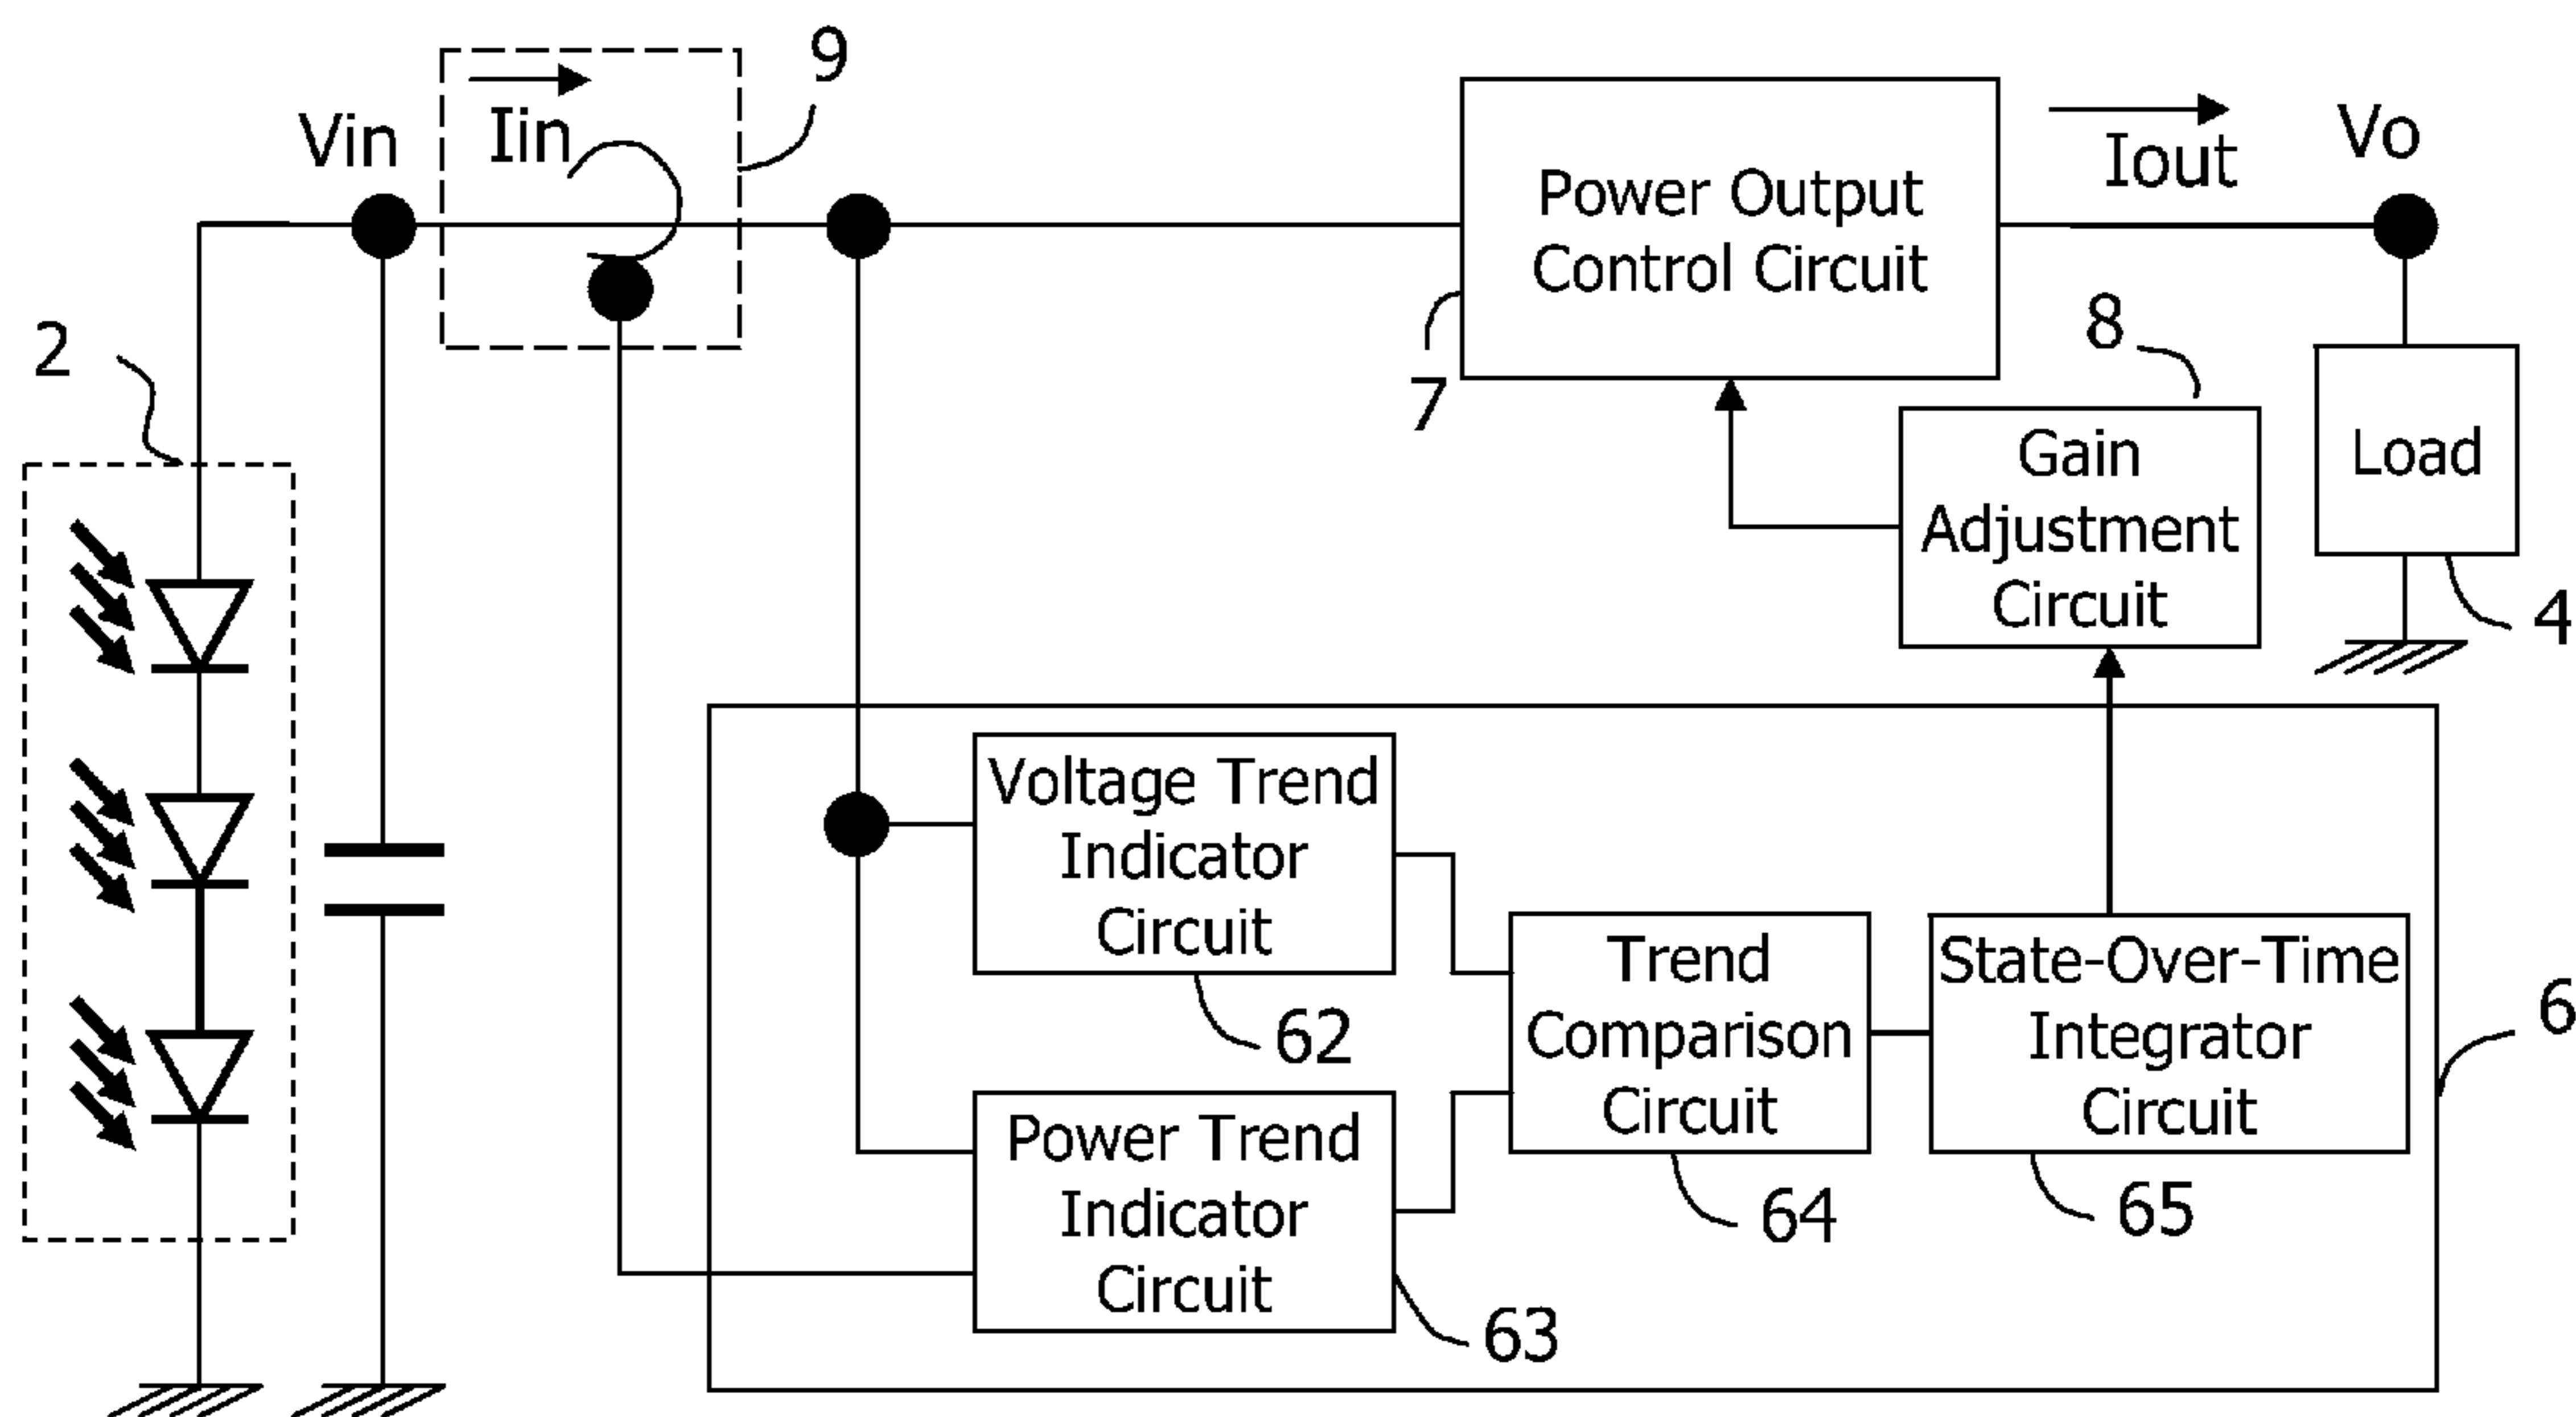 9
Vin
Iin
Power Output
Control Circuit
Iout
Vo
2
7
8
Gain
Adjustment
Circuit
Load
4
Voltage Trend
Indicator
Circuit
62
Trend
Comparison
Circuit
64
State-Over-Time
Integrator
Circuit
65
6
Power Trend
Indicator
Circuit
63